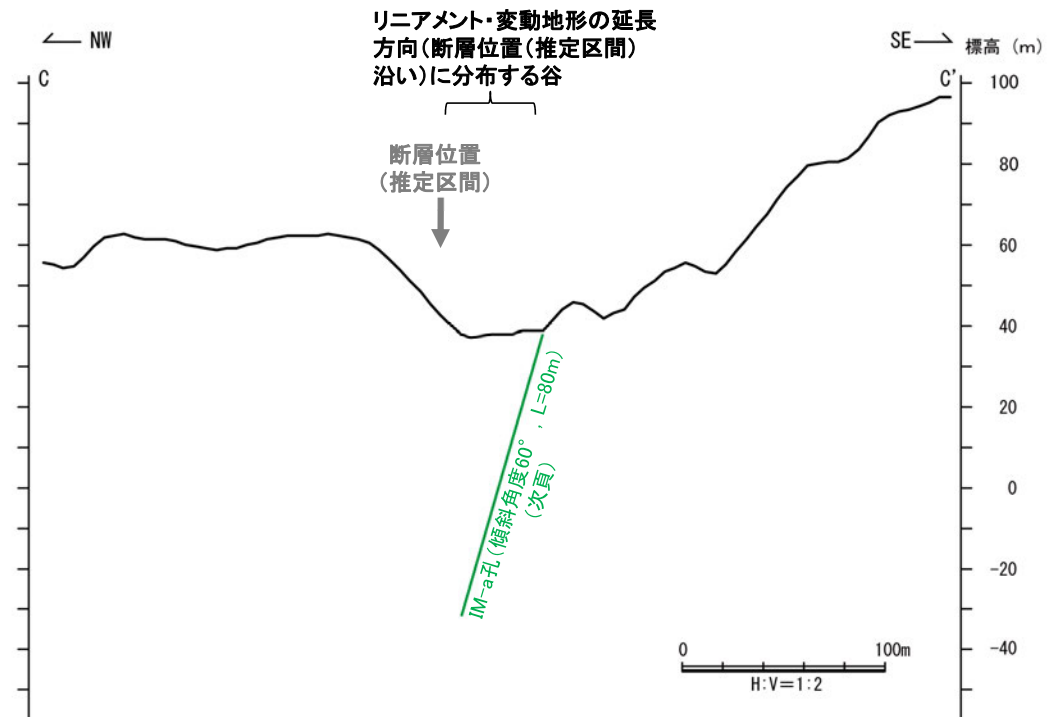 NW
リニアメント・変動地形の延長
方向(断層位置(推定区間)
沿い)に分布する谷
SE
標高 (m)
C
C'
100
断層位置
(推定区間)
80
60
40
20
0
-20
-40
IM-a孔(傾斜角度60°, L=80m)
(次頁)
0
100m
H:V=1:2